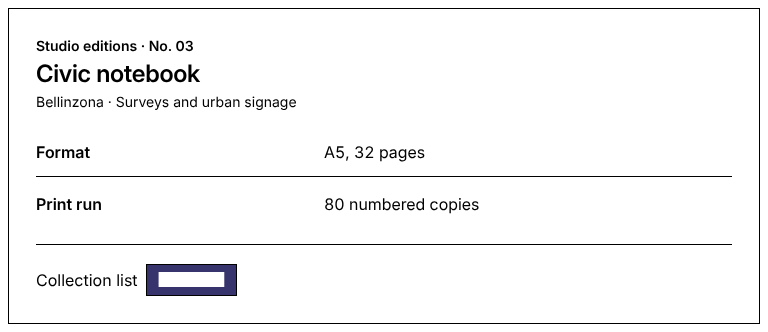 Studio editions · No. 03
Civic notebook
Bellinzona · Surveys and urban signage
Format A5, 32 pages
Print run 80 numbered copies
Collection list